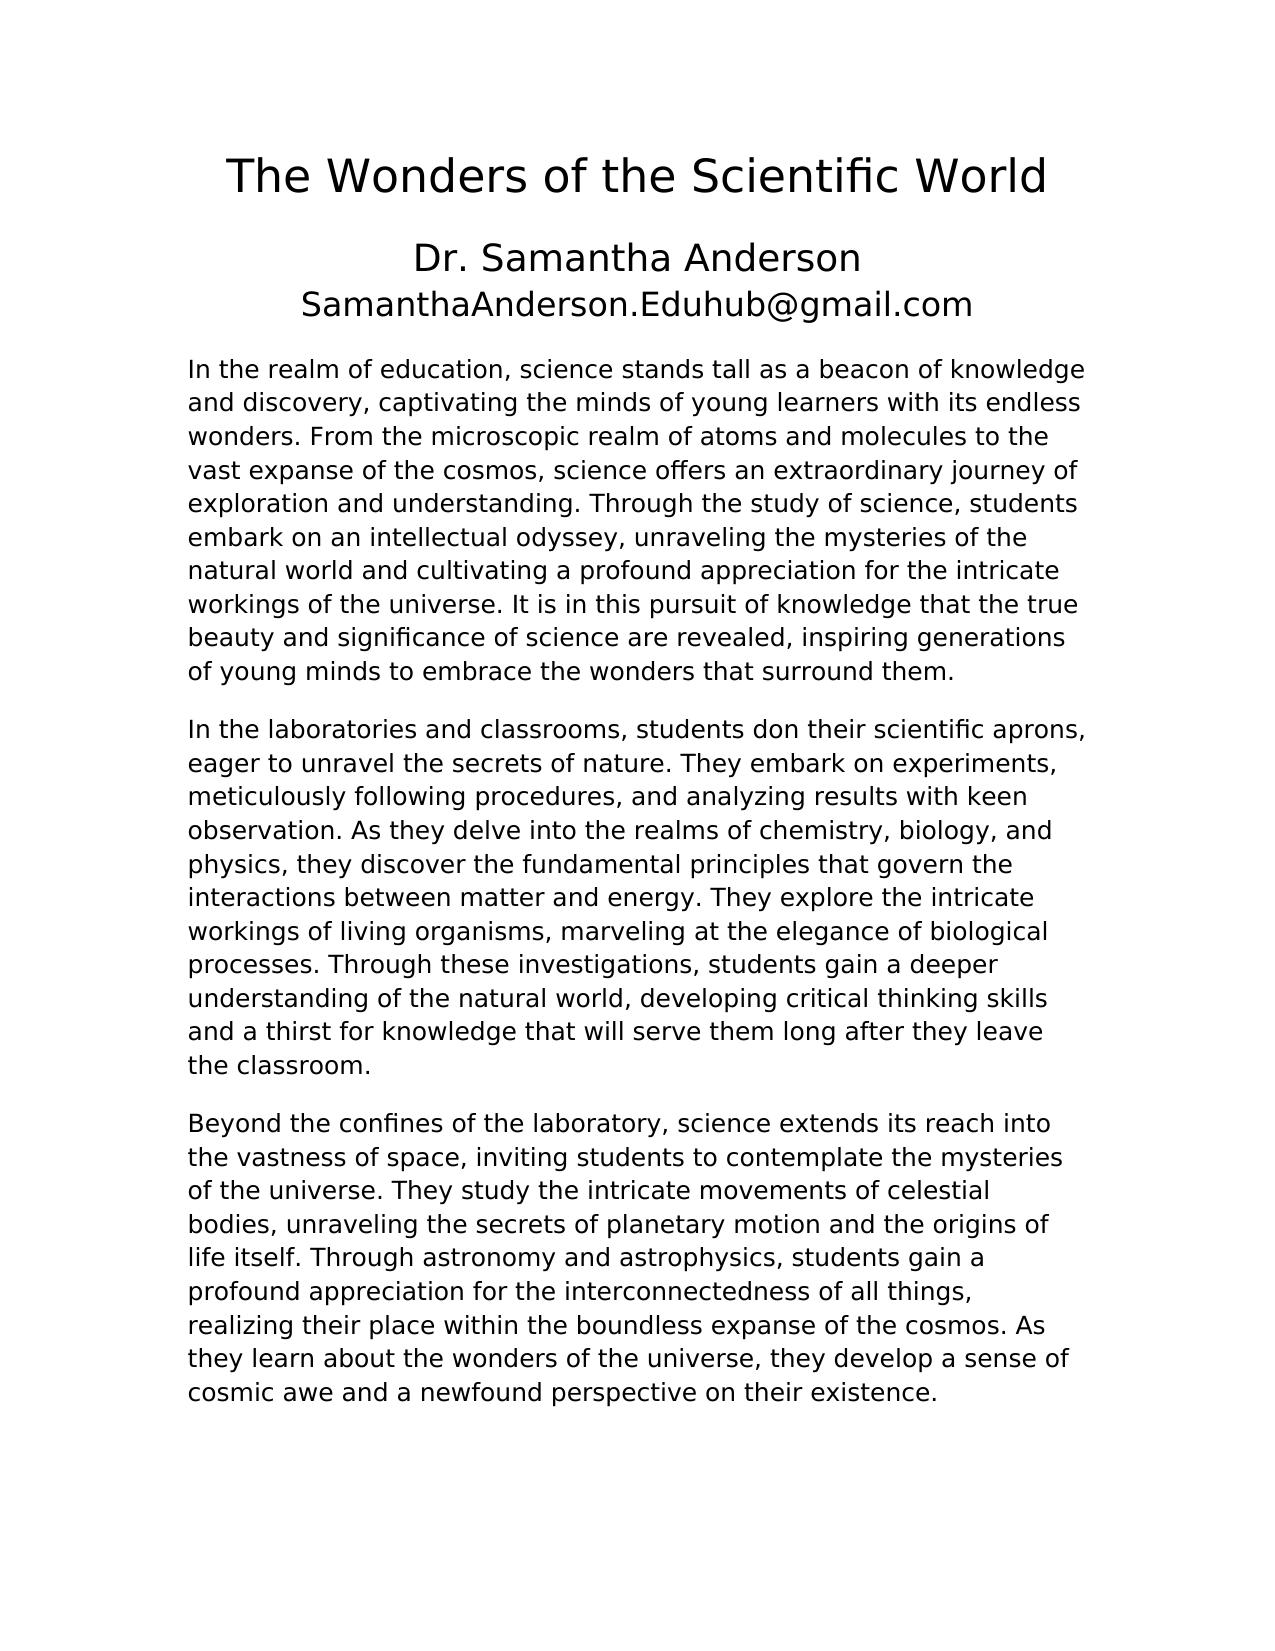 The Wonders of the Scientific World
Dr. Samantha Anderson
SamanthaAnderson.Eduhub@gmail.com
In the realm of education, science stands tall as a beacon of knowledge
and discovery, captivating the minds of young learners with its endless
wonders. From the microscopic realm of atoms and molecules to the
vast expanse of the cosmos, science offers an extraordinary journey of
exploration and understanding. Through the study of science, students
embark on an intellectual odyssey, unraveling the mysteries of the
natural world and cultivating a profound appreciation for the intricate
workings of the universe. It is in this pursuit of knowledge that the true
beauty and significance of science are revealed, inspiring generations
of young minds to embrace the wonders that surround them.
In the laboratories and classrooms, students don their scientific aprons,
eager to unravel the secrets of nature. They embark on experiments,
meticulously following procedures, and analyzing results with keen
observation. As they delve into the realms of chemistry, biology, and
physics, they discover the fundamental principles that govern the
interactions between matter and energy. They explore the intricate
workings of living organisms, marveling at the elegance of biological
processes. Through these investigations, students gain a deeper
understanding of the natural world, developing critical thinking skills
and a thirst for knowledge that will serve them long after they leave
the classroom.
Beyond the confines of the laboratory, science extends its reach into
the vastness of space, inviting students to contemplate the mysteries
of the universe. They study the intricate movements of celestial
bodies, unraveling the secrets of planetary motion and the origins of
life itself. Through astronomy and astrophysics, students gain a
profound appreciation for the interconnectedness of all things,
realizing their place within the boundless expanse of the cosmos. As
they learn about the wonders of the universe, they develop a sense of
cosmic awe and a newfound perspective on their existence.